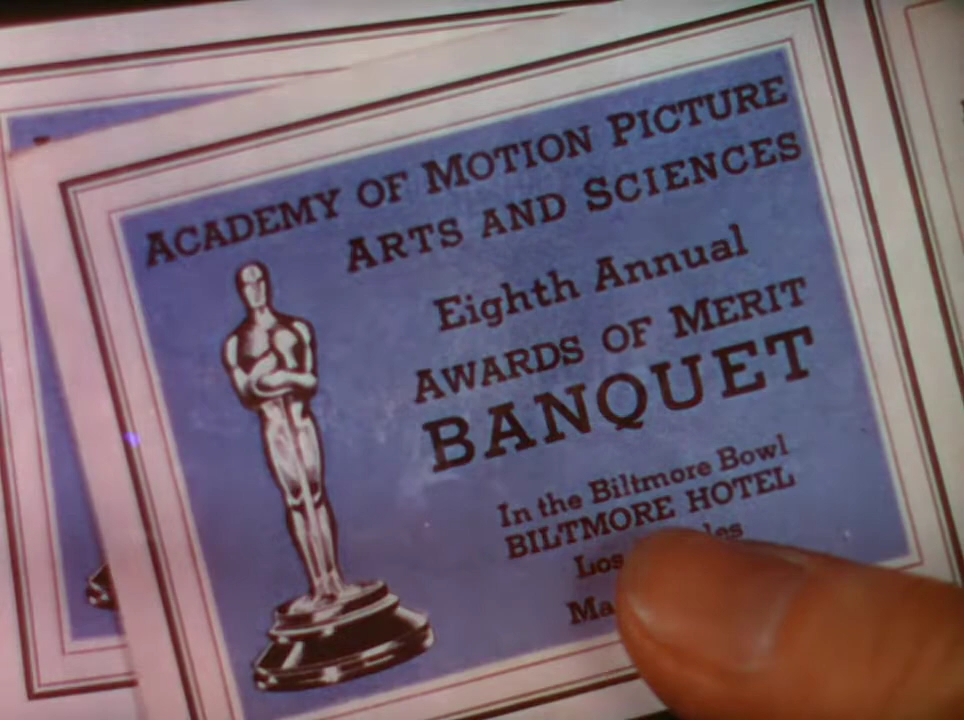 ACADEMY OF MOTION PICTURE
ARTS AND SCIENCES
Eighth Annual
AWARDS OF MERIT
BANQUET
In the Biltmore Bowl
BILTMORE HOTEL
Los